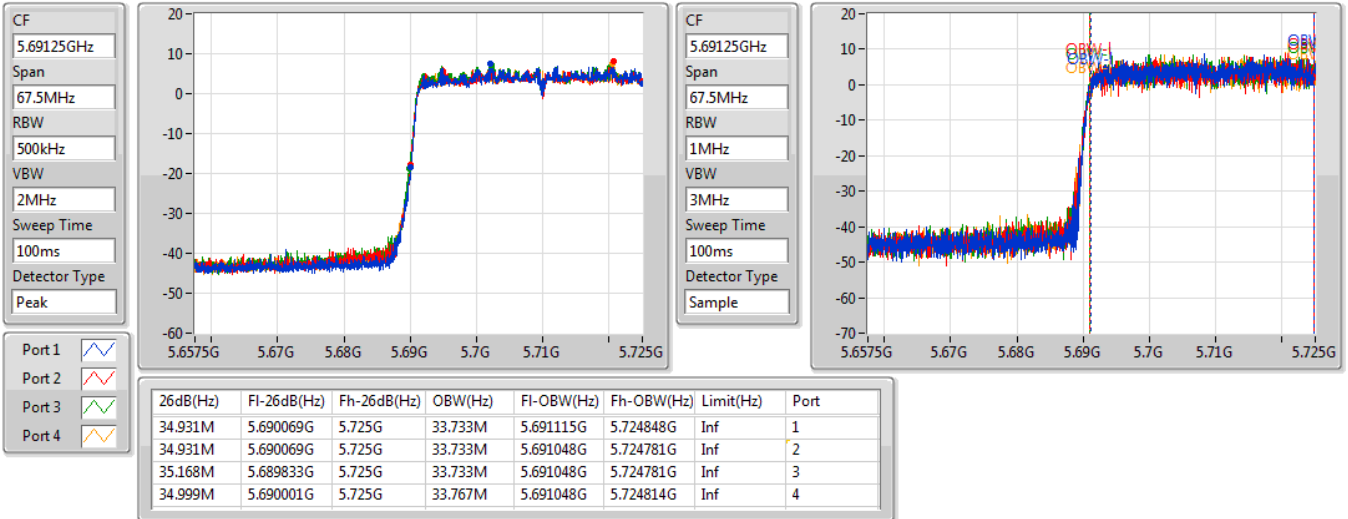 CF
5.69125GHz
Span
67.5MHz
RBW
500kHz
VBW
2MHz
Sweep Time
100ms
Detector Type
Peak
20
10
0
-10
-20
-30
-40
-50
-60
5.6575G 5.67G 5.68G 5.69G 5.7G 5.71G 5.725G
CF
5.69125GHz
Span
67.5MHz
RBW
1MHz
VBW
3MHz
Sweep Time
100ms
Detector Type
Sample
20
10
0
-10
-20
-30
-40
-50
-60
-70
5.6575G 5.67G 5.68G 5.69G 5.7G 5.71G 5.725G
Port 1
Port 2
Port 3
Port 4
26dB(Hz) Fl-26dB(Hz) Fh-26dB(Hz) OBW(Hz) Fl-OBW(Hz) Fh-OBW(Hz) Limit(Hz) Port
34.931M 5.690069G 5.725G 33.733M 5.691115G 5.724848G Inf 1
34.931M 5.690069G 5.725G 33.733M 5.691048G 5.724781G Inf 2
35.168M 5.689833G 5.725G 33.733M 5.691048G 5.724781G Inf 3
34.999M 5.690001G 5.725G 33.767M 5.691048G 5.724814G Inf 4